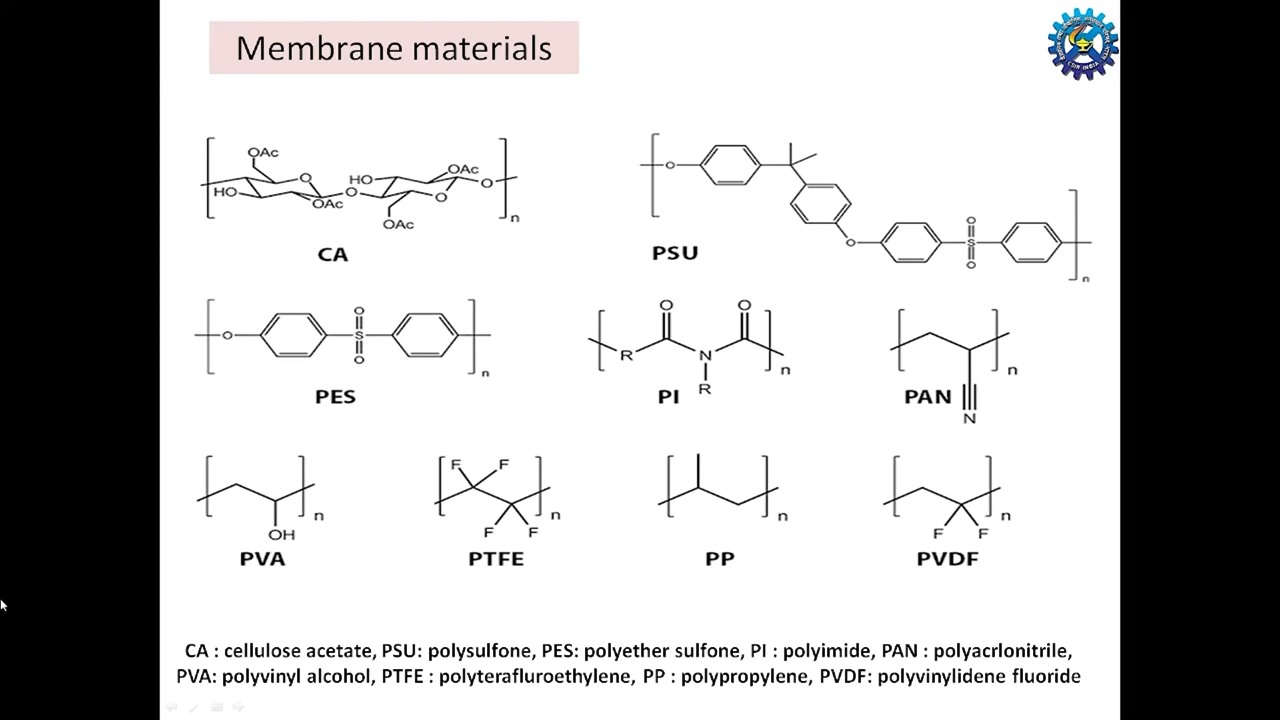 Membrane materials
CSIR-INDIA
OAc
HO
O
OAc
O
HO
OAc
O
O
OAc
n
CA
O
O
O
S
O
n
PSU
O
O
S
O
n
PES
O
O
R
N
R
n
PI
n
N
PAN
OH
n
PVA
F
F
F
F
n
PTFE
n
PP
F
F
n
PVDF
CA : cellulose acetate, PSU: polysulfone, PES: polyether sulfone, PI : polyimide, PAN : polyacrlonitrile,
PVA: polyvinyl alcohol, PTFE : polyterafluroethylene, PP : polypropylene, PVDF: polyvinylidene fluoride